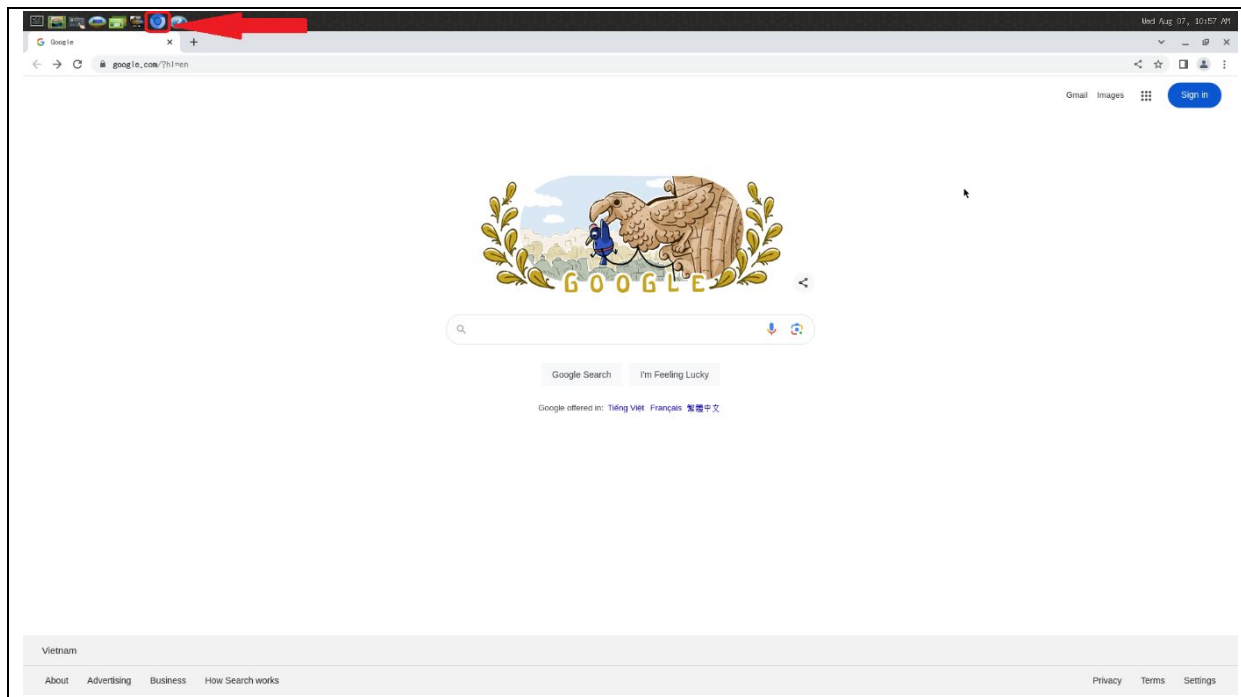 Wed Aug 07, 10:57 AM
Google
google.com/?hl=en
Gmail Images Sign in
GOOGLE
Google Search I'm Feeling Lucky
Google offered in: Tiếng Việt Français 繁體中文
Vietnam
About Advertising Business How Search works Privacy Terms Settings